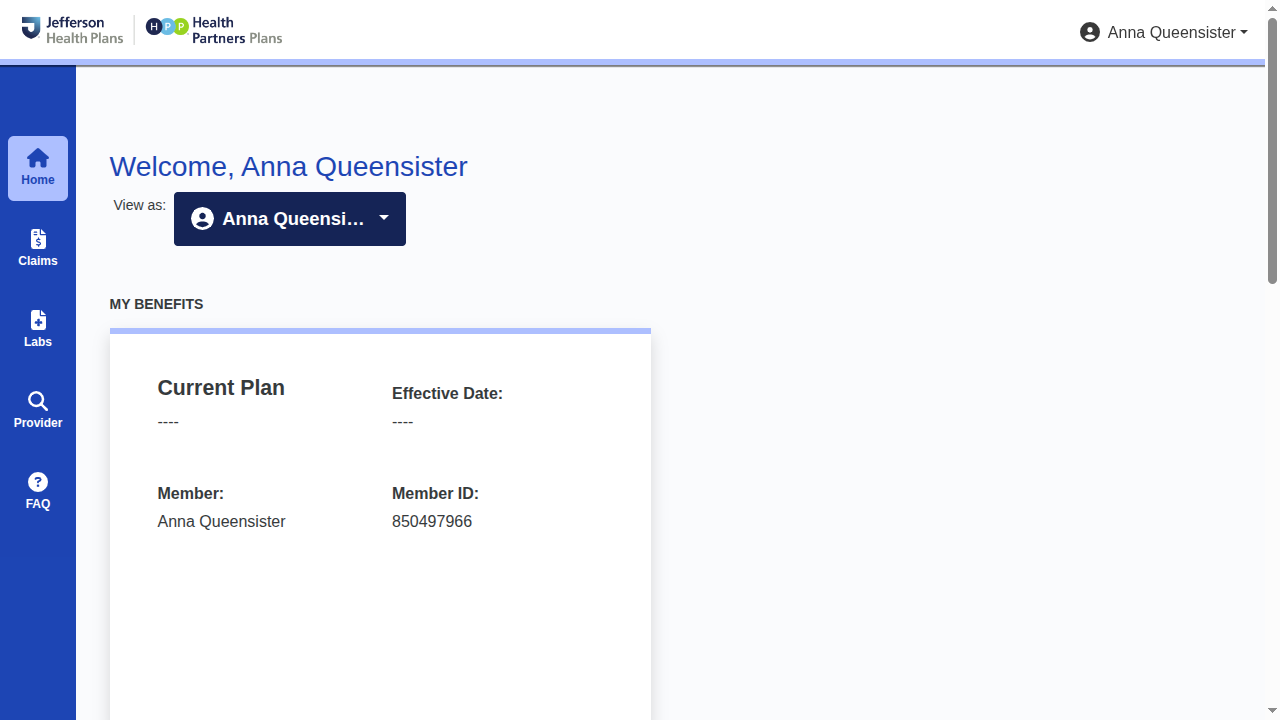 Jefferson
Health Plans
HPP
Health
Partners Plans
Anna Queensister
Home
Claims
Labs
Provider
FAQ
Welcome, Anna Queensister
View as:
Anna Queensi...
MY BENEFITS
Current Plan
Effective Date:
----
----
Member:
Member ID:
Anna Queensister
850497966